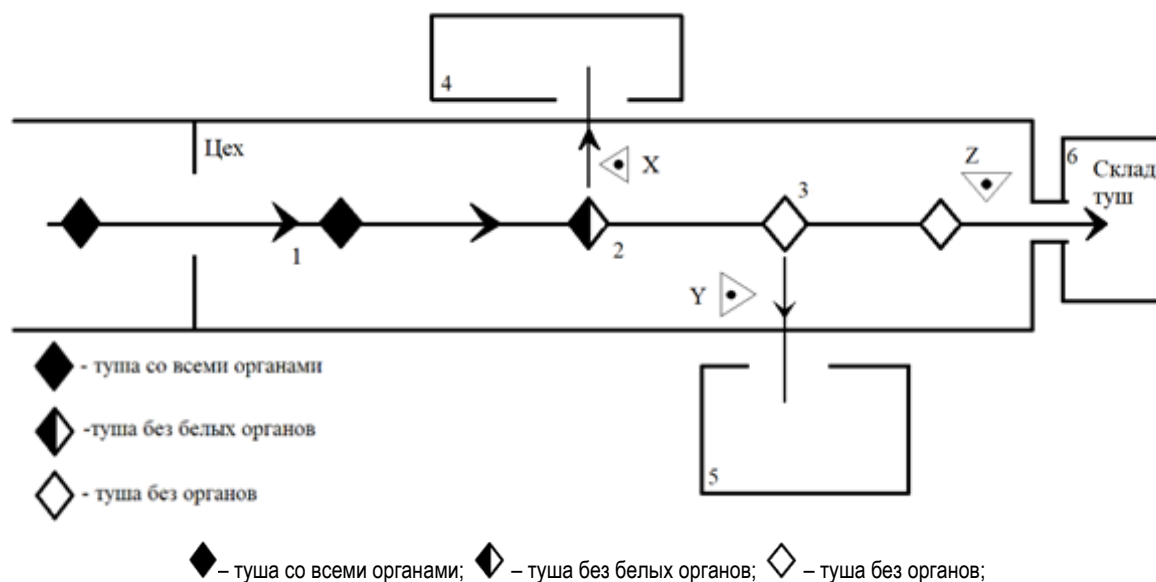 4
Цех
X
Z
6
Склад
туш
3
1
2
Y
- туша со всеми органами
-туша без белых органов
- туша без органов
5
– туша со всеми органами; – туша без белых органов; – туша без органов;